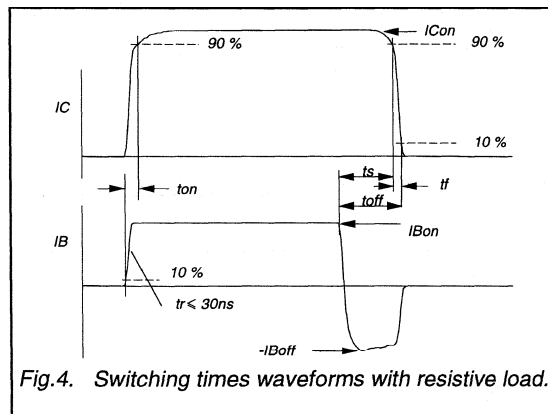 ICon
90 %
90 %
IC
10 %
ts
ton
tf
toff
IB
IBon
10 %
tr ≤ 30ns
-IBoff
Fig.4. Switching times waveforms with resistive load.